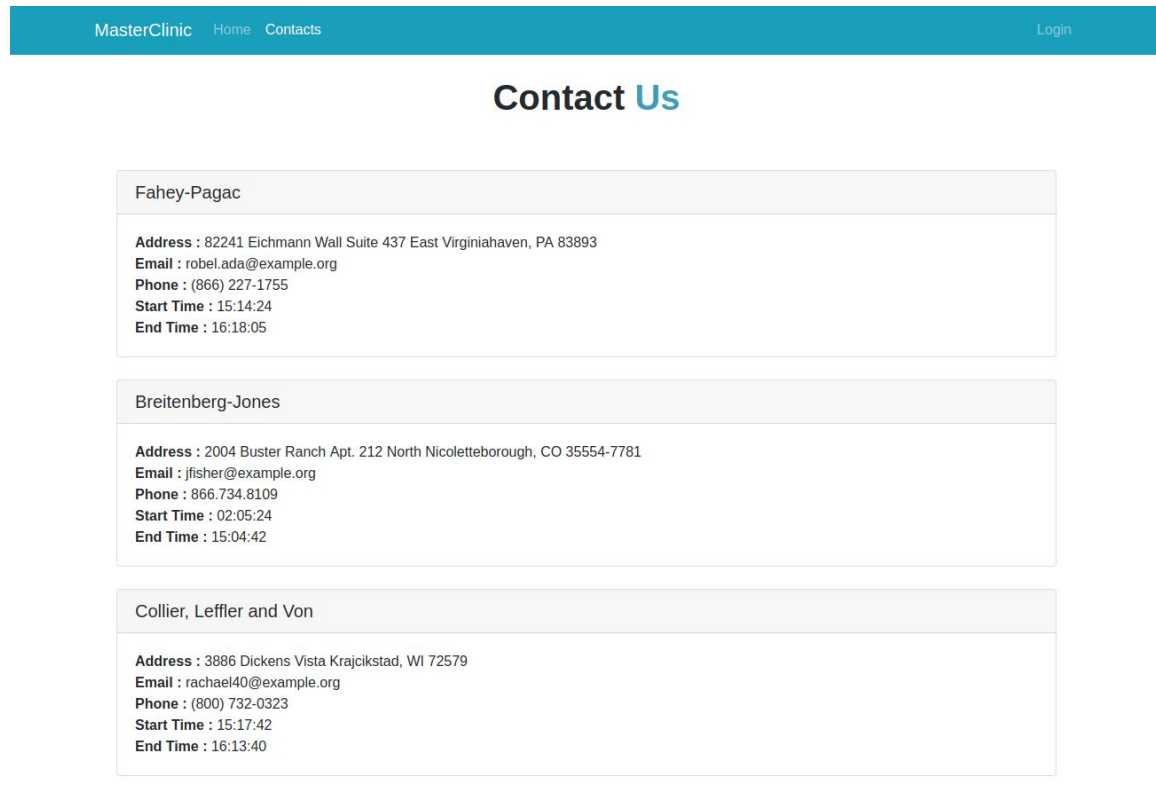 MasterClinic Home Contacts Login
Contact Us
Fahey-Pagac
Address : 82241 Eichmann Wall Suite 437 East Virginiahaven, PA 83893
Email : robel.ada@example.org
Phone : (866) 227-1755
Start Time : 15:14:24
End Time : 16:18:05
Breitenberg-Jones
Address : 2004 Buster Ranch Apt. 212 North Nicoletteborough, CO 35554-7781
Email : jfisher@example.org
Phone : 866.734.8109
Start Time : 02:05:24
End Time : 15:04:42
Collier, Leffler and Von
Address : 3886 Dickens Vista Krajcikstad, WI 72579
Email : rachael40@example.org
Phone : (800) 732-0323
Start Time : 15:17:42
End Time : 16:13:40